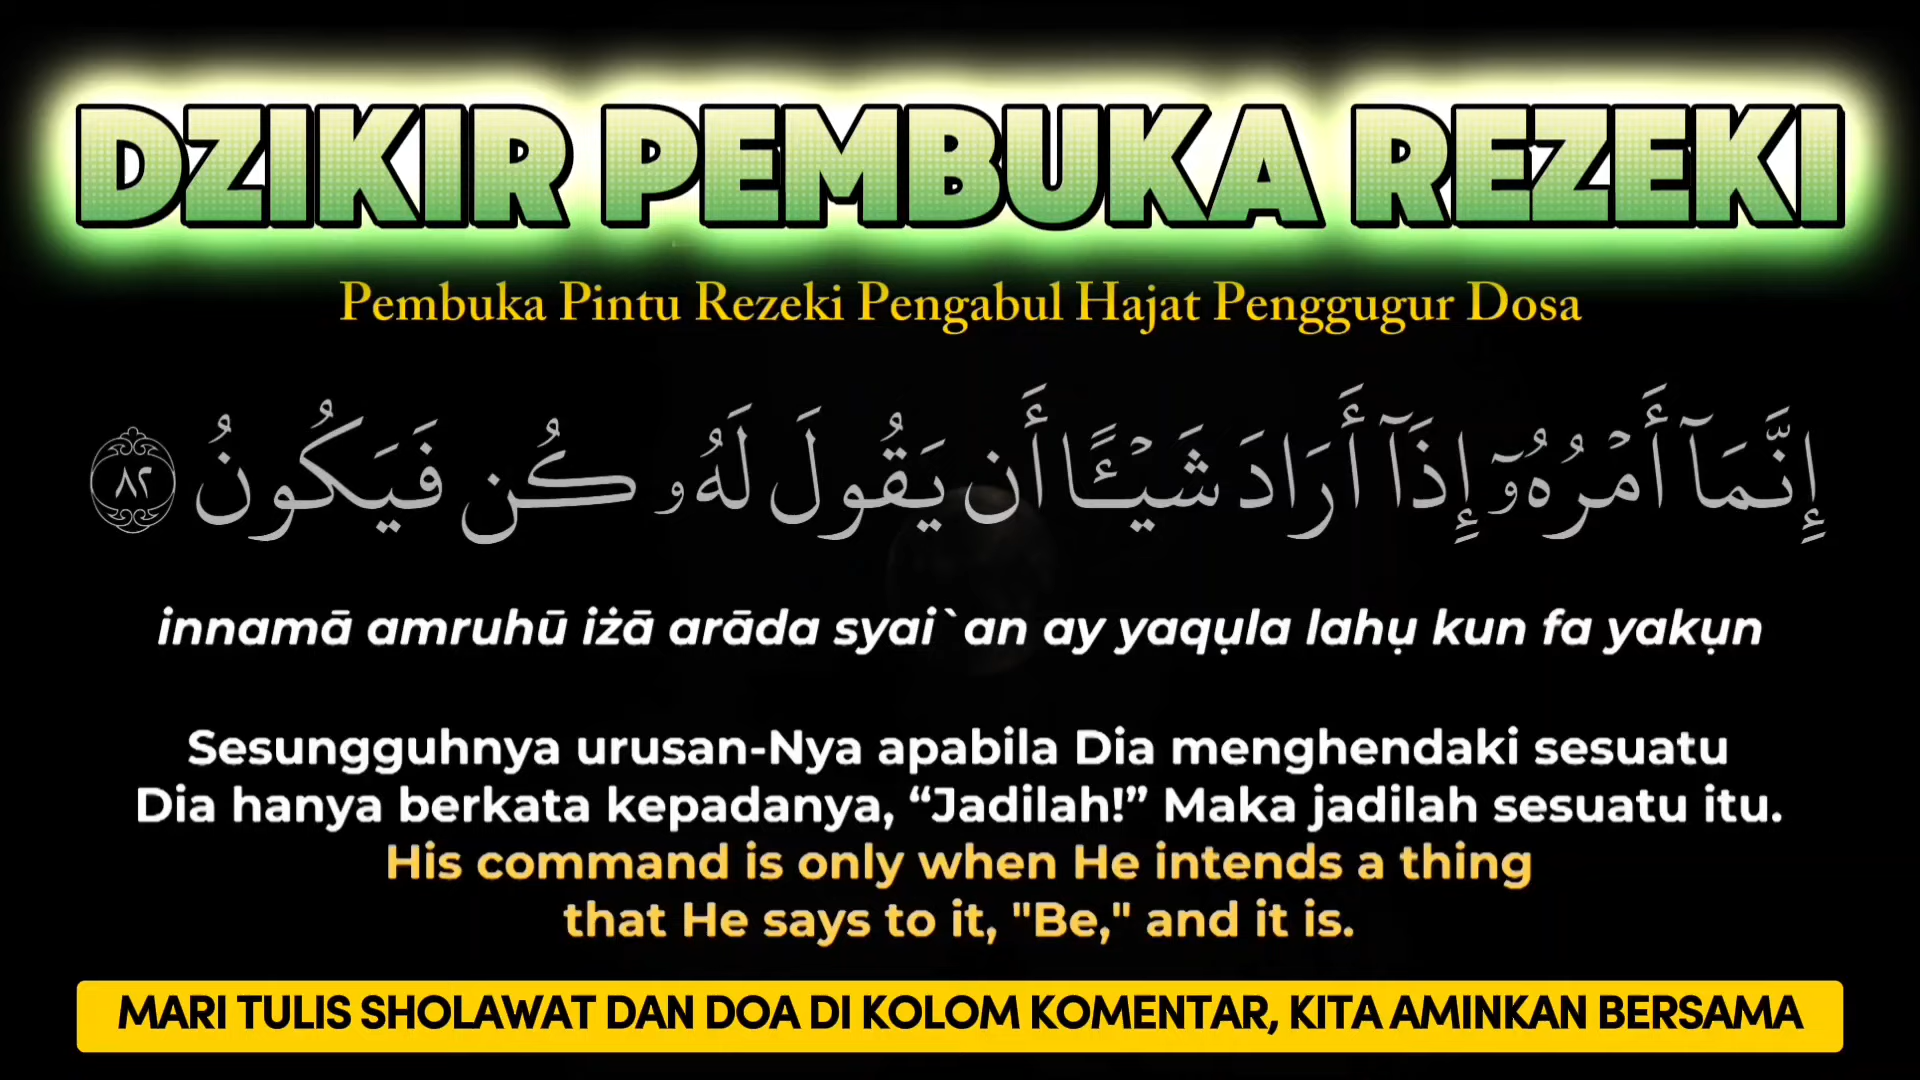 DZIKIR PEMBUKA REZEKI
Pembuka Pintu Rezeki Pengabul Hajat Penggugur Dosa
إِنَّمَآ أَمْرُهُۥٓ إِذَآ أَرَادَ شَيْـًٔا أَن يَقُولَ لَهُۥ كُن فَيَكُونُ ٨٢
innamā amruhū iżā arāda syai`an ay yaqụla lahụ kun fa yakụn
Sesungguhnya urusan-Nya apabila Dia menghendaki sesuatu
Dia hanya berkata kepadanya, “Jadilah!” Maka jadilah sesuatu itu.
His command is only when He intends a thing
that He says to it, "Be," and it is.
MARI TULIS SHOLAWAT DAN DOA DI KOLOM KOMENTAR, KITA AMINKAN BERSAMA